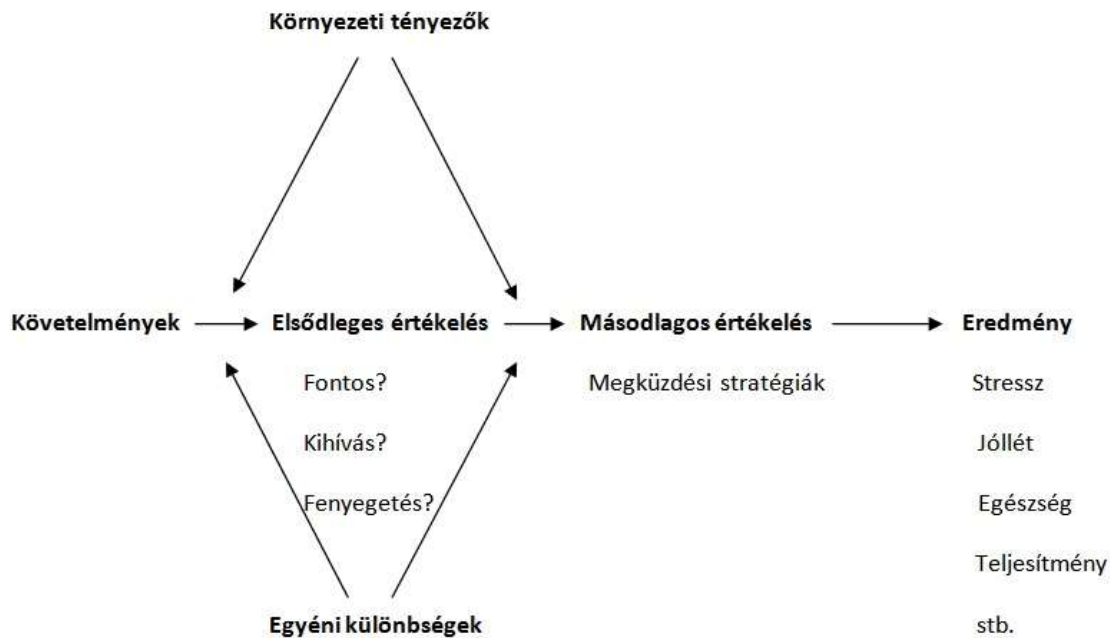 Környezeti tényezők
Követelmények Elsődleges értékelés Másodlagos értékelés Eredmény
Fontos? Megküzdési stratégiák Stressz
Kihívás? Jóllét
Fenyegetés? Egészség
Teljesítmény
Egyéni különbségek stb.